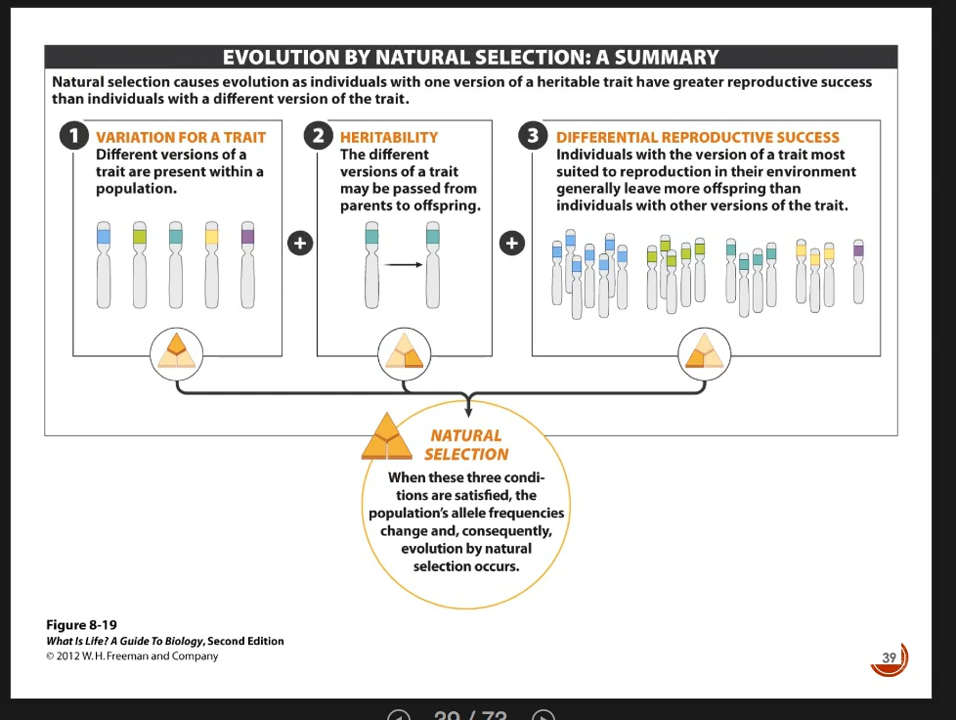 EVOLUTION BY NATURAL SELECTION: A SUMMARY
Natural selection causes evolution as individuals with one version of a heritable trait have greater reproductive success
than individuals with a different version of the trait.
1 VARIATION FOR A TRAIT
Different versions of a
trait are present within a
population.
2 HERITABILITY
The different
versions of a trait
may be passed from
parents to offspring.
3 DIFFERENTIAL REPRODUCTIVE SUCCESS
Individuals with the version of a trait most
suited to reproduction in their environment
generally leave more offspring than
individuals with other versions of the trait.
+
+
NATURAL
SELECTION
When these three condi-
tions are satisfied, the
population's allele frequencies
change and, consequently,
evolution by natural
selection occurs.
Figure 8-19
What Is Life? A Guide To Biology, Second Edition
© 2012 W. H. Freeman and Company
39
39 / 73